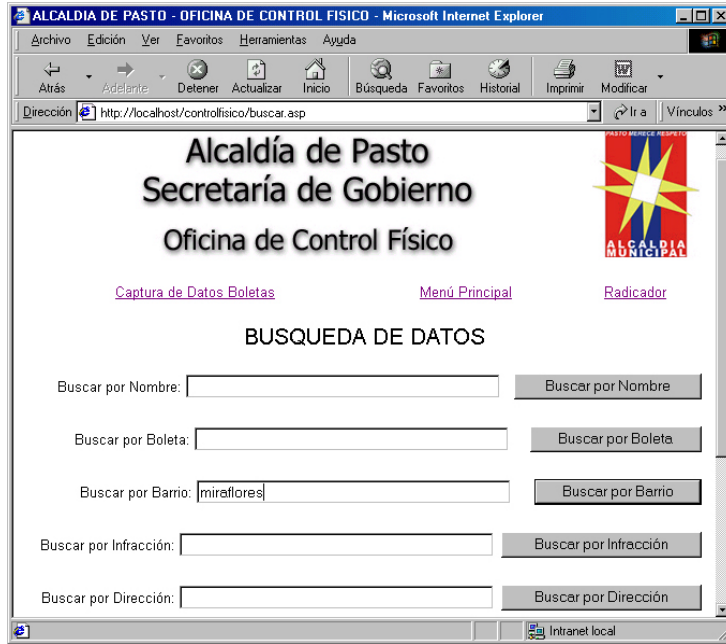 ALCALDIA DE PASTO - OFICINA DE CONTROL FISICO - Microsoft Internet Explorer
Archivo Edición Ver Favoritos Herramientas Ayuda
Atrás Adelante Detener Actualizar Inicio Búsqueda Favoritos Historial Imprimir Modificar
Dirección http://localhost/controlfisico/buscar.asp Ir a Vínculos »
PASTO MERECE RESPETO
Alcaldía de Pasto
Secretaría de Gobierno
Oficina de Control Físico
ALCALDIA
MUNICIPAL
Captura de Datos Boletas Menú Principal Radicador
BUSQUEDA DE DATOS
Buscar por Nombre: Buscar por Nombre
Buscar por Boleta: Buscar por Boleta
Buscar por Barrio: miraflores Buscar por Barrio
Buscar por Infracción: Buscar por Infracción
Buscar por Dirección: Buscar por Dirección
Intranet local